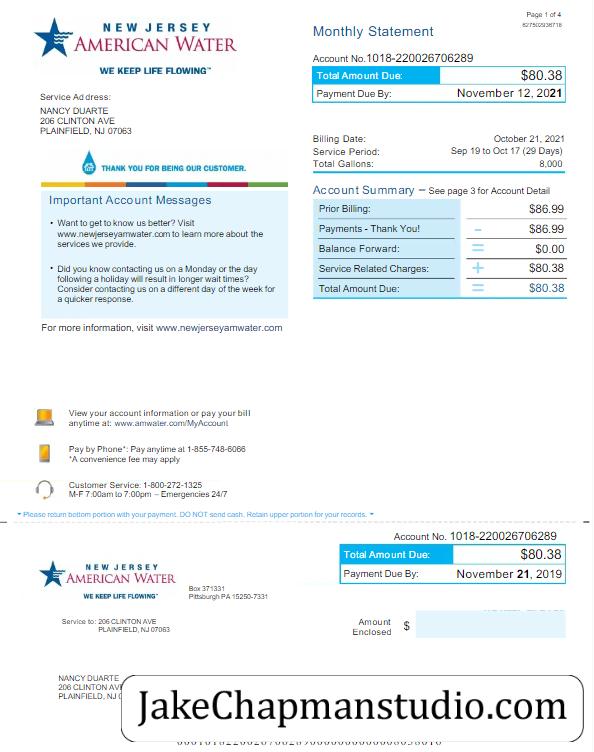 Page 1 of 4
627502936718
NEW JERSEY
AMERICAN WATER
WE KEEP LIFE FLOWING™
Monthly Statement
Account No.1018-220026706289
Total Amount Due: $80.38
Payment Due By: November 12, 2021
Service Address:
NANCY DUARTE
206 CLINTON AVE
PLAINFIELD, NJ 07063
Billing Date: October 21, 2021
Service Period: Sep 19 to Oct 17 (29 Days)
Total Gallons: 8,000
THANK YOU FOR BEING OUR CUSTOMER.
Important Account Messages
• Want to get to know us better? Visit
www.newjerseyamwater.com to learn more about the
services we provide.
• Did you know contacting us on a Monday or the day
following a holiday will result in longer wait times?
Consider contacting us on a different day of the week for
a quicker response.
For more information, visit www.newjerseyamwater.com
Account Summary – See page 3 for Account Detail
Prior Billing: $86.99
Payments - Thank You! - $86.99
Balance Forward: = $0.00
Service Related Charges: + $80.38
Total Amount Due: = $80.38
View your account information or pay your bill
anytime at: www.amwater.com/MyAccount
Pay by Phone*: Pay anytime at 1-855-748-6066
*A convenience fee may apply
Customer Service: 1-800-272-1325
M-F 7:00am to 7:00pm – Emergencies 24/7
Please return bottom portion with your payment. DO NOT send cash. Retain upper portion for your records.
Account No. 1018-220026706289
Total Amount Due: $80.38
Payment Due By: November 21, 2019
NEW JERSEY
AMERICAN WATER
WE KEEP LIFE FLOWING™
Box 371331
Pittsburgh PA 15250-7331
Service to: 206 CLINTON AVE
PLAINFIELD, NJ 07063
Amount
Enclosed $
NANCY DUARTE
206 CLINTON AVE
PLAINFIELD, NJ
JakeChapmanstudio.com